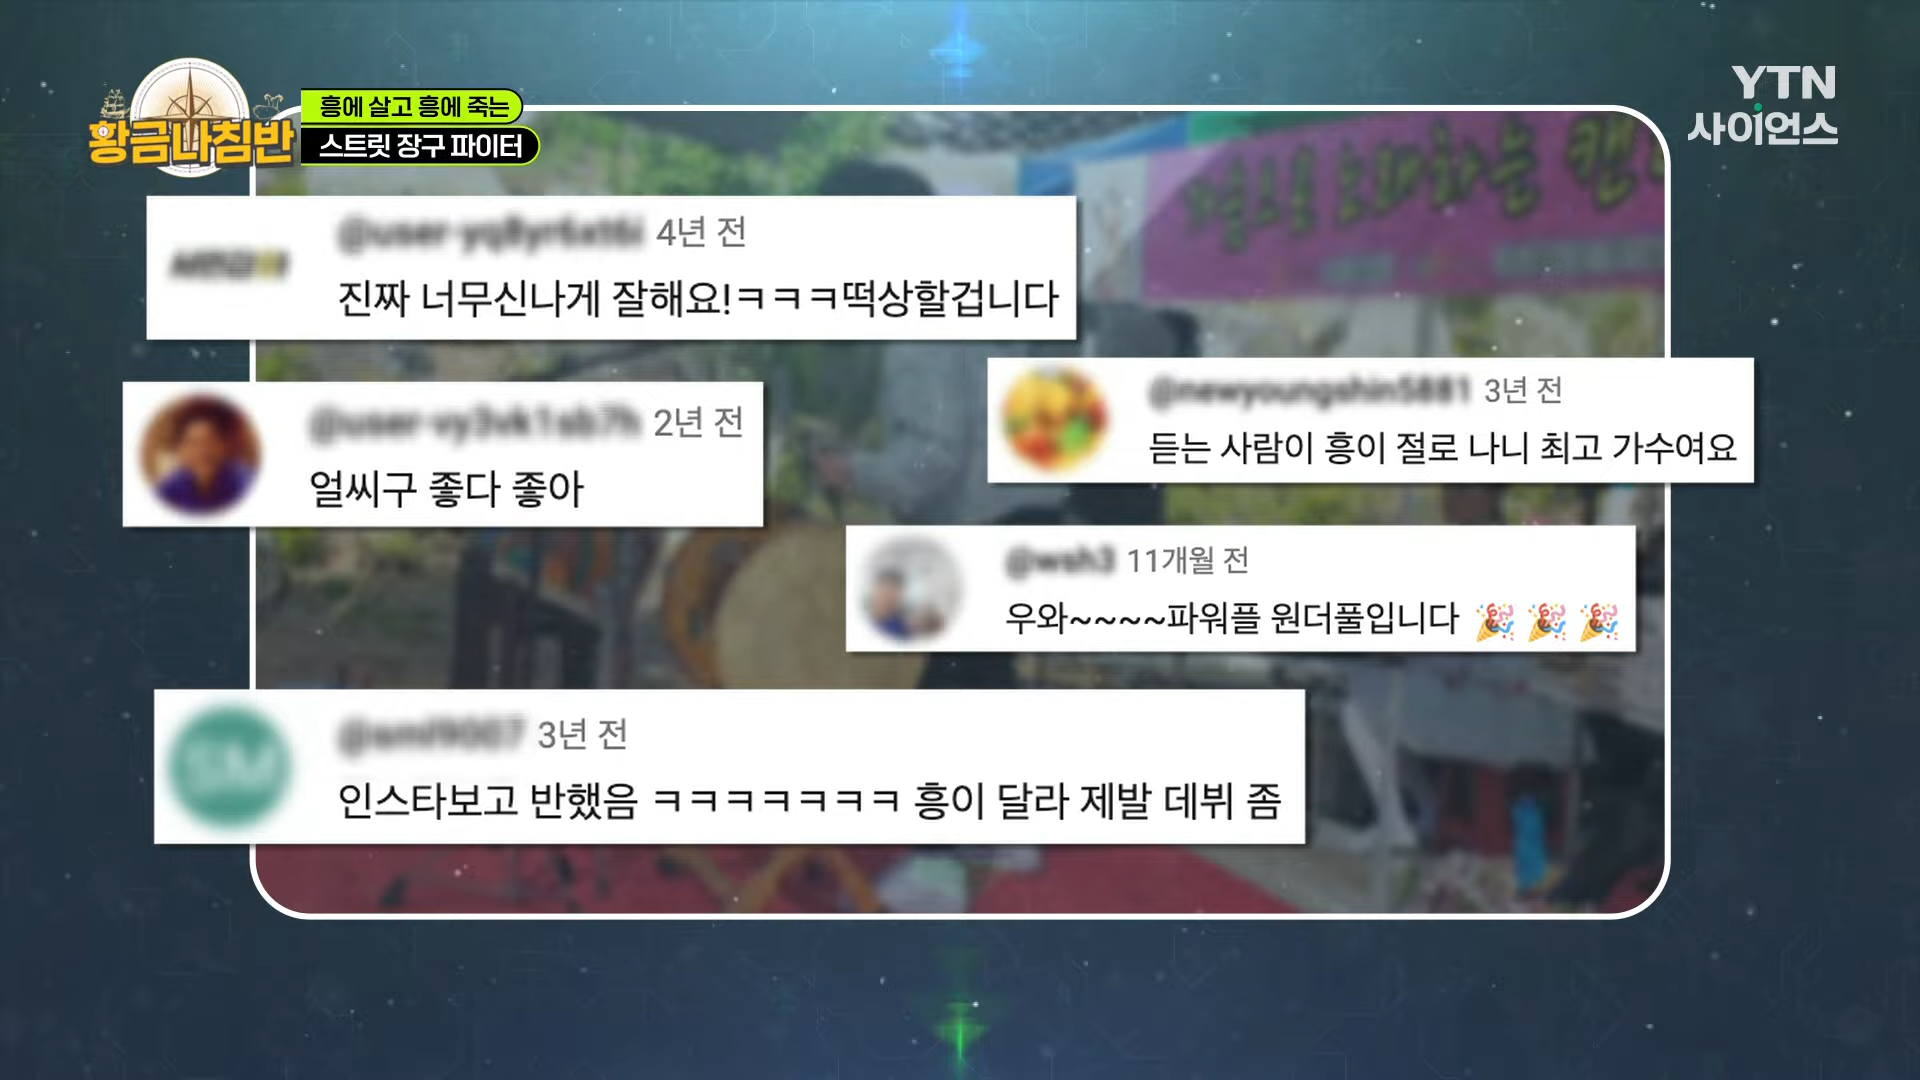 황금나침반
흥에 살고 흥에 죽는
스트릿 장구 파이터
YTN
사이언스
4년 전
진짜 너무신나게 잘해요!ㅋㅋㅋ떡상할겁니다
3년 전
듣는 사람이 흥이 절로 나니 최고 가수여요
2년 전
얼씨구 좋다 좋아
11개월 전
우와~~~~파워플 원더풀입니다 🎉 🎉 🎉
3년 전
인스타보고 반했음 ㅋㅋㅋㅋㅋㅋㅋ 흥이 달라 제발 데뷔 좀